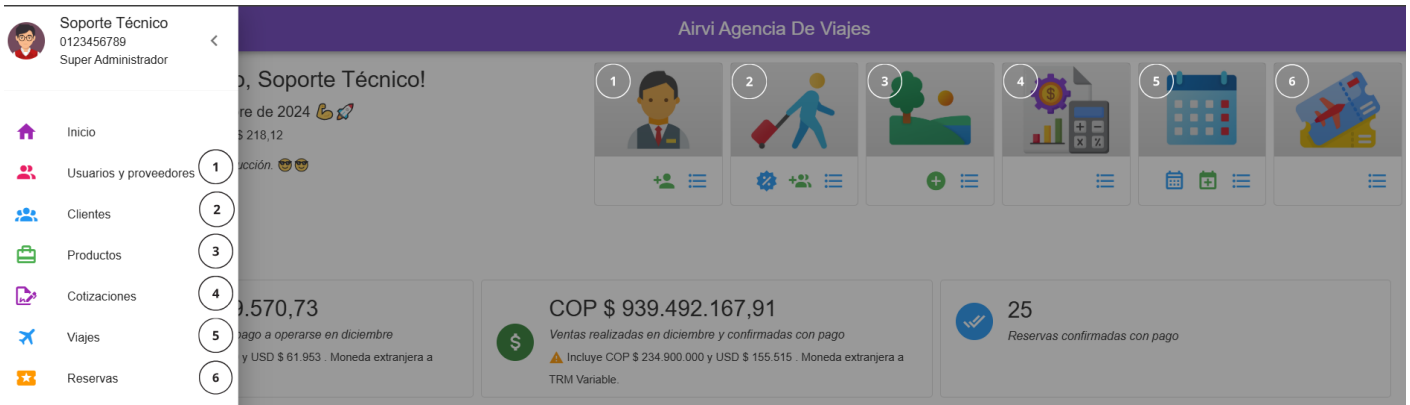 Soporte Técnico
0123456789
Super Administrador
Airvi Agencia De Viajes
Inicio
Usuarios y proveedores 1
Clientes 2
Productos 3
Cotizaciones 4
Viajes 5
Reservas 6
o, Soporte Técnico!
re de 2024
$ 218,12
ucción.
1
2
3
4
5
6
9.570,73
pago a operarse en diciembre
y USD $ 61.953 . Moneda extranjera a
COP $ 939.492.167,91
Ventas realizadas en diciembre y confirmadas con pago
Incluye COP $ 234.900.000 y USD $ 155.515 . Moneda extranjera a
TRM Variable.
25
Reservas confirmadas con pago